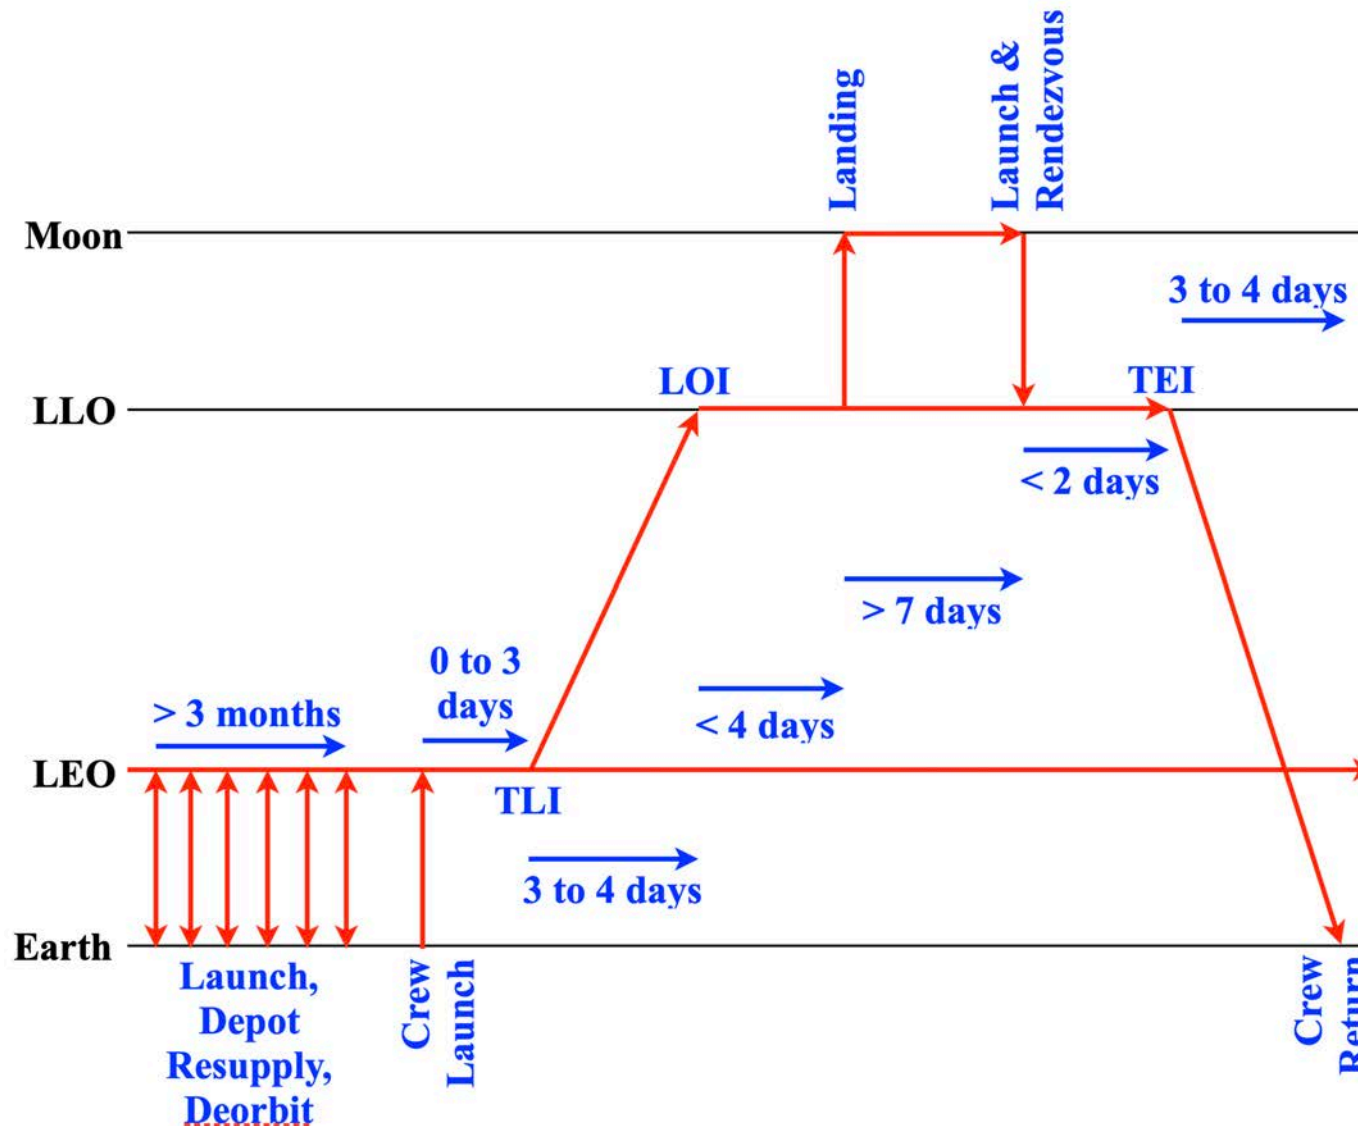 Landing
Launch &
Rendezvous
Moon
3 to 4 days
LOI
TEI
LLO
< 2 days
> 7 days
0 to 3
days
> 3 months
< 4 days
LEO
TLI
3 to 4 days
Earth
Launch,
Depot
Resupply,
Deorbit
Crew
Launch
Crew
Return